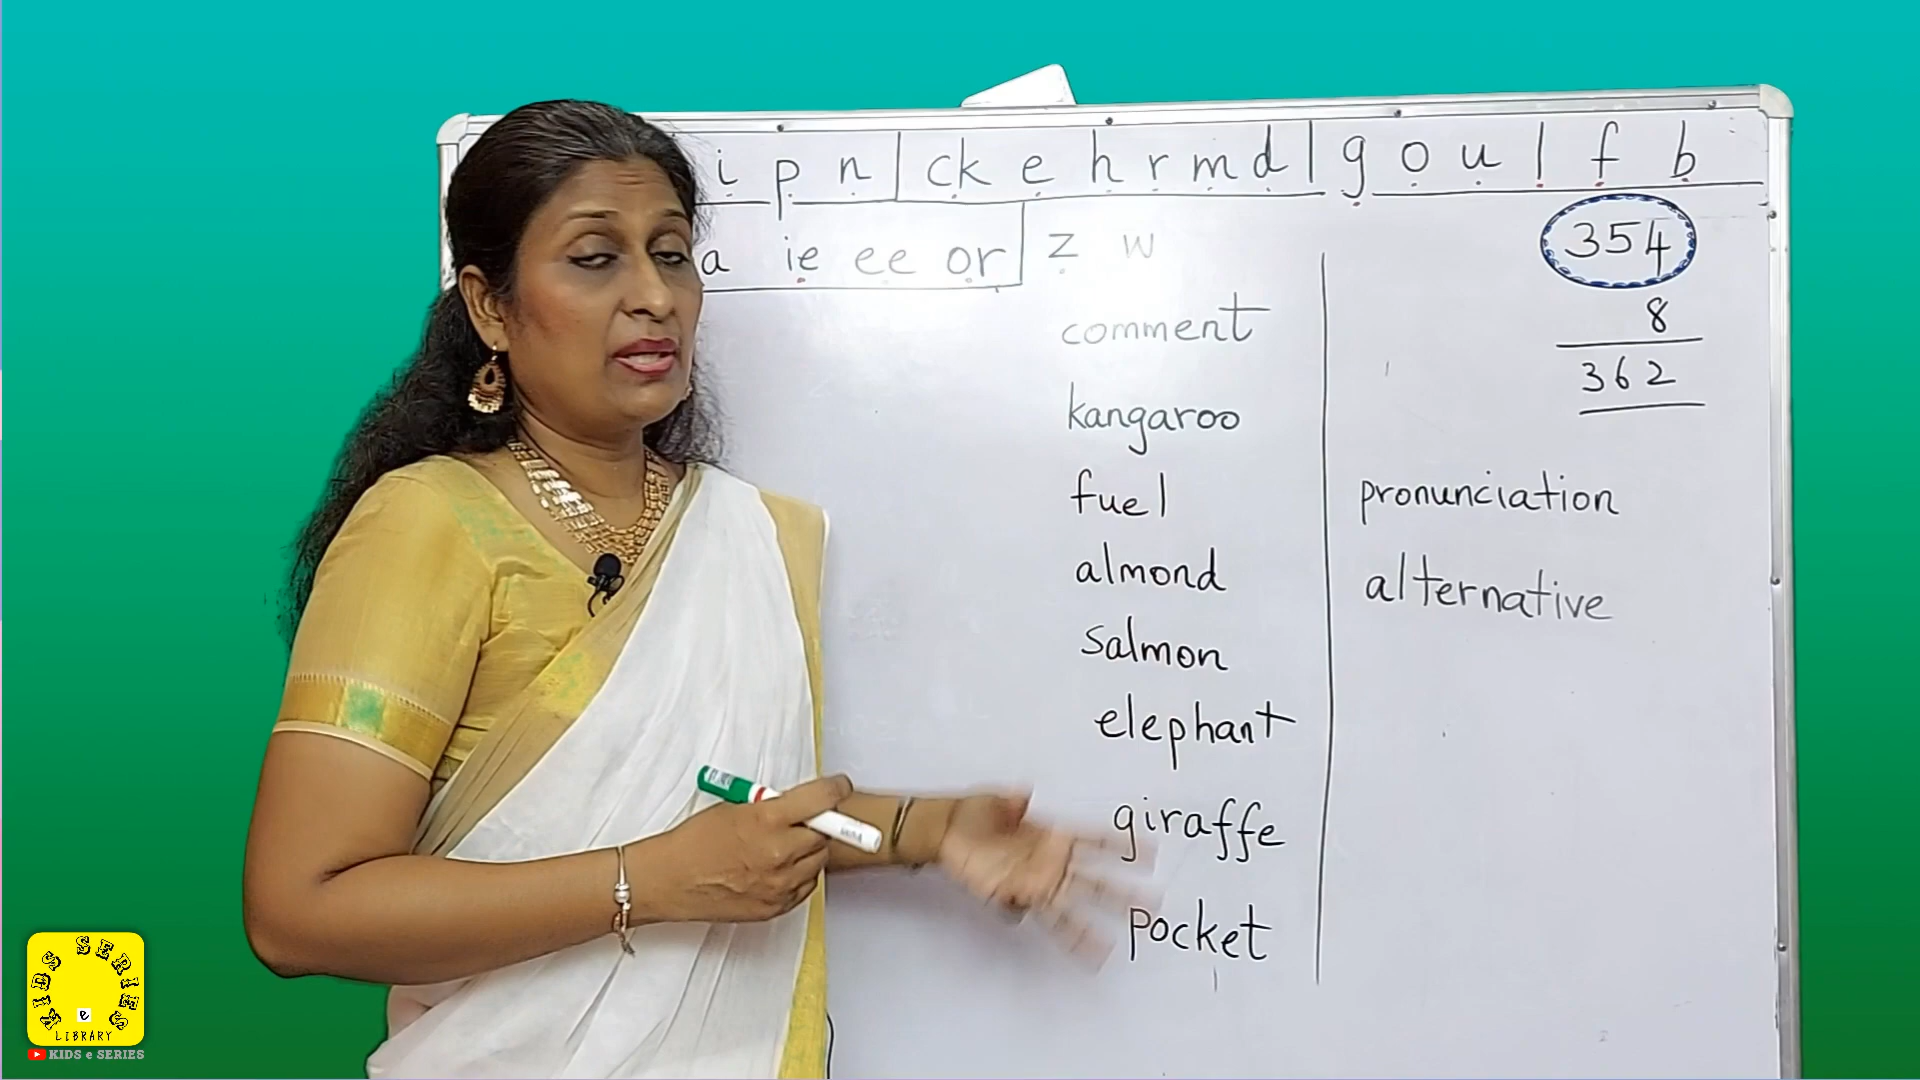 i p n | ck e h r m d | g o u l f b
a ie ee or z w
354
8
362
comment
kangaroo
fuel
almond
salmon
elephant
giraffe
pocket
pronunciation
alternative
KIDS SERIES
e
LIBRARY
KIDS e SERIES